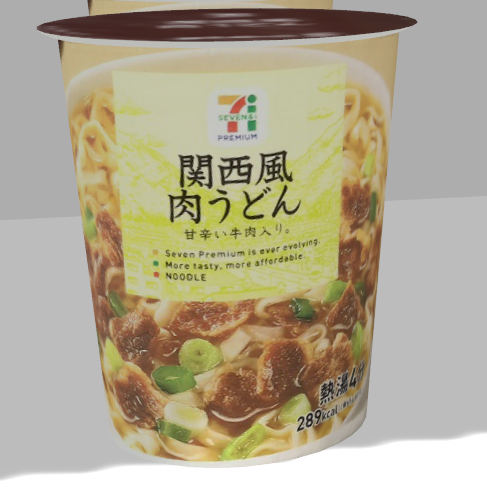 SEVEN&i
PREMIUM
関西風
肉うどん
甘辛い牛肉入り。
Seven Premium is ever evolving.
More tasty, more affordable.
NOODLE
熱湯4分
289kcal